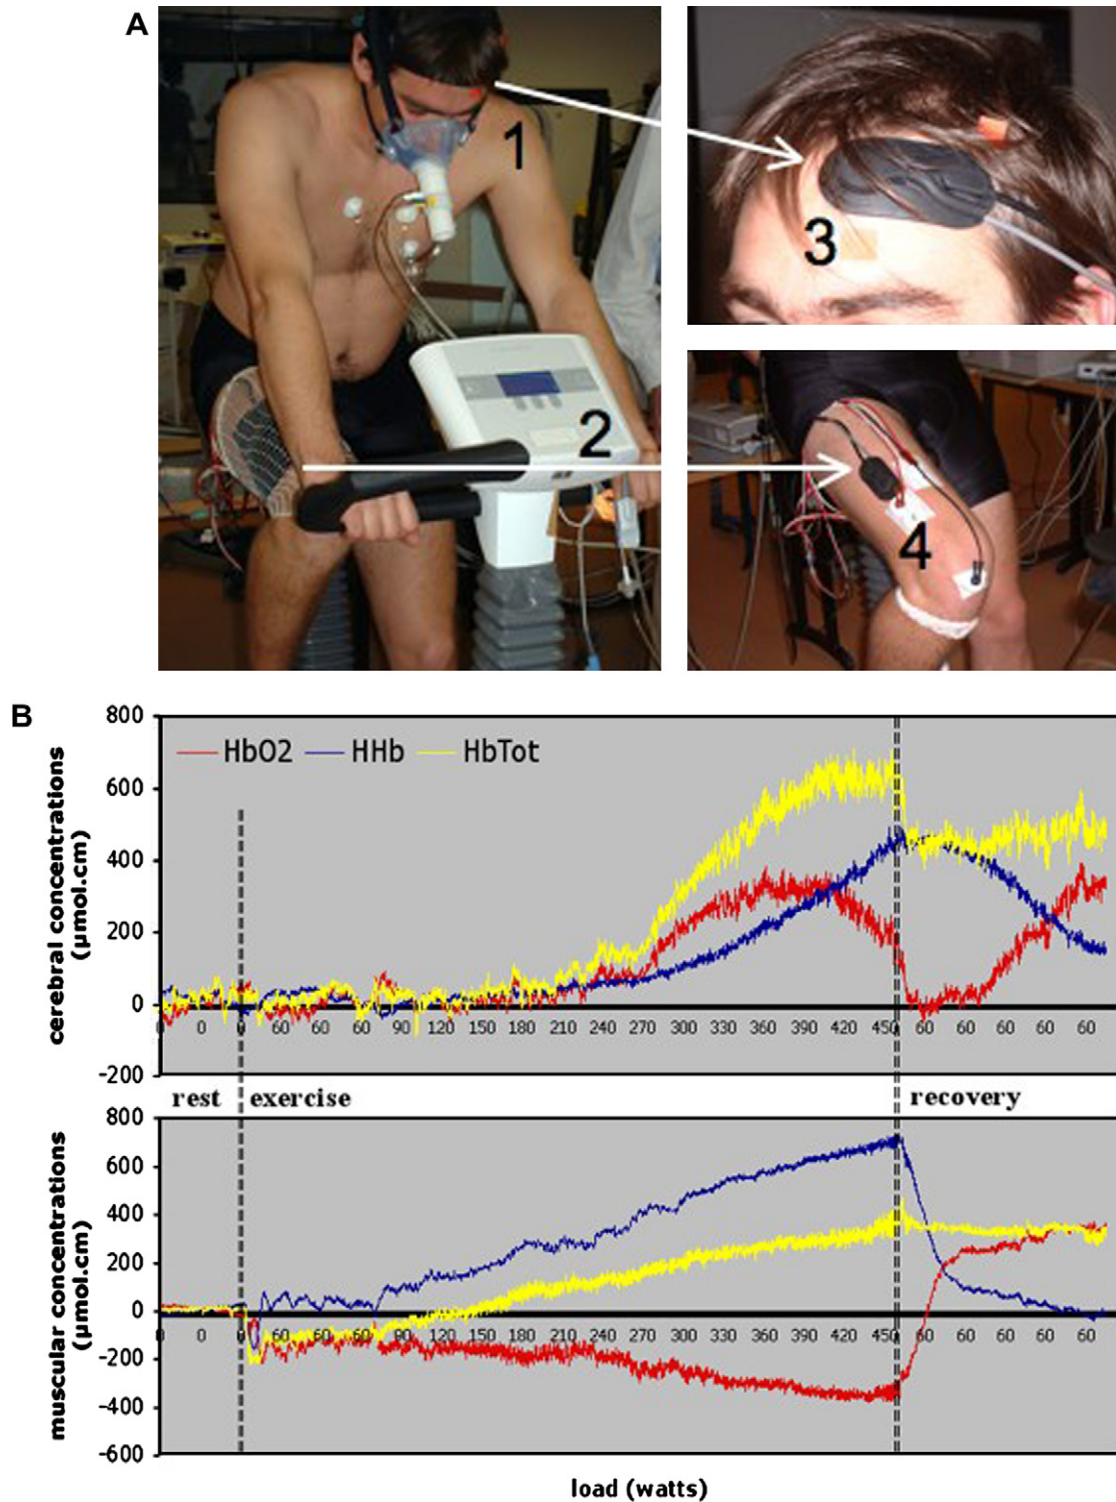 A
1
2
3
4
B
cerebral concentrations
(µmol.cm)
800
600
400
200
0
-200
HbO2 HHb HbTot
0 0 0 60 60 60 90 120 150 180 210 240 270 300 330 360 390 420 450 60 60 60 60 60
rest exercise recovery
muscular concentrations
(µmol.cm)
800
600
400
200
0
-200
-400
-600
0 0 0 60 60 60 90 120 150 180 210 240 270 300 330 360 390 420 450 60 60 60 60 60
load (watts)